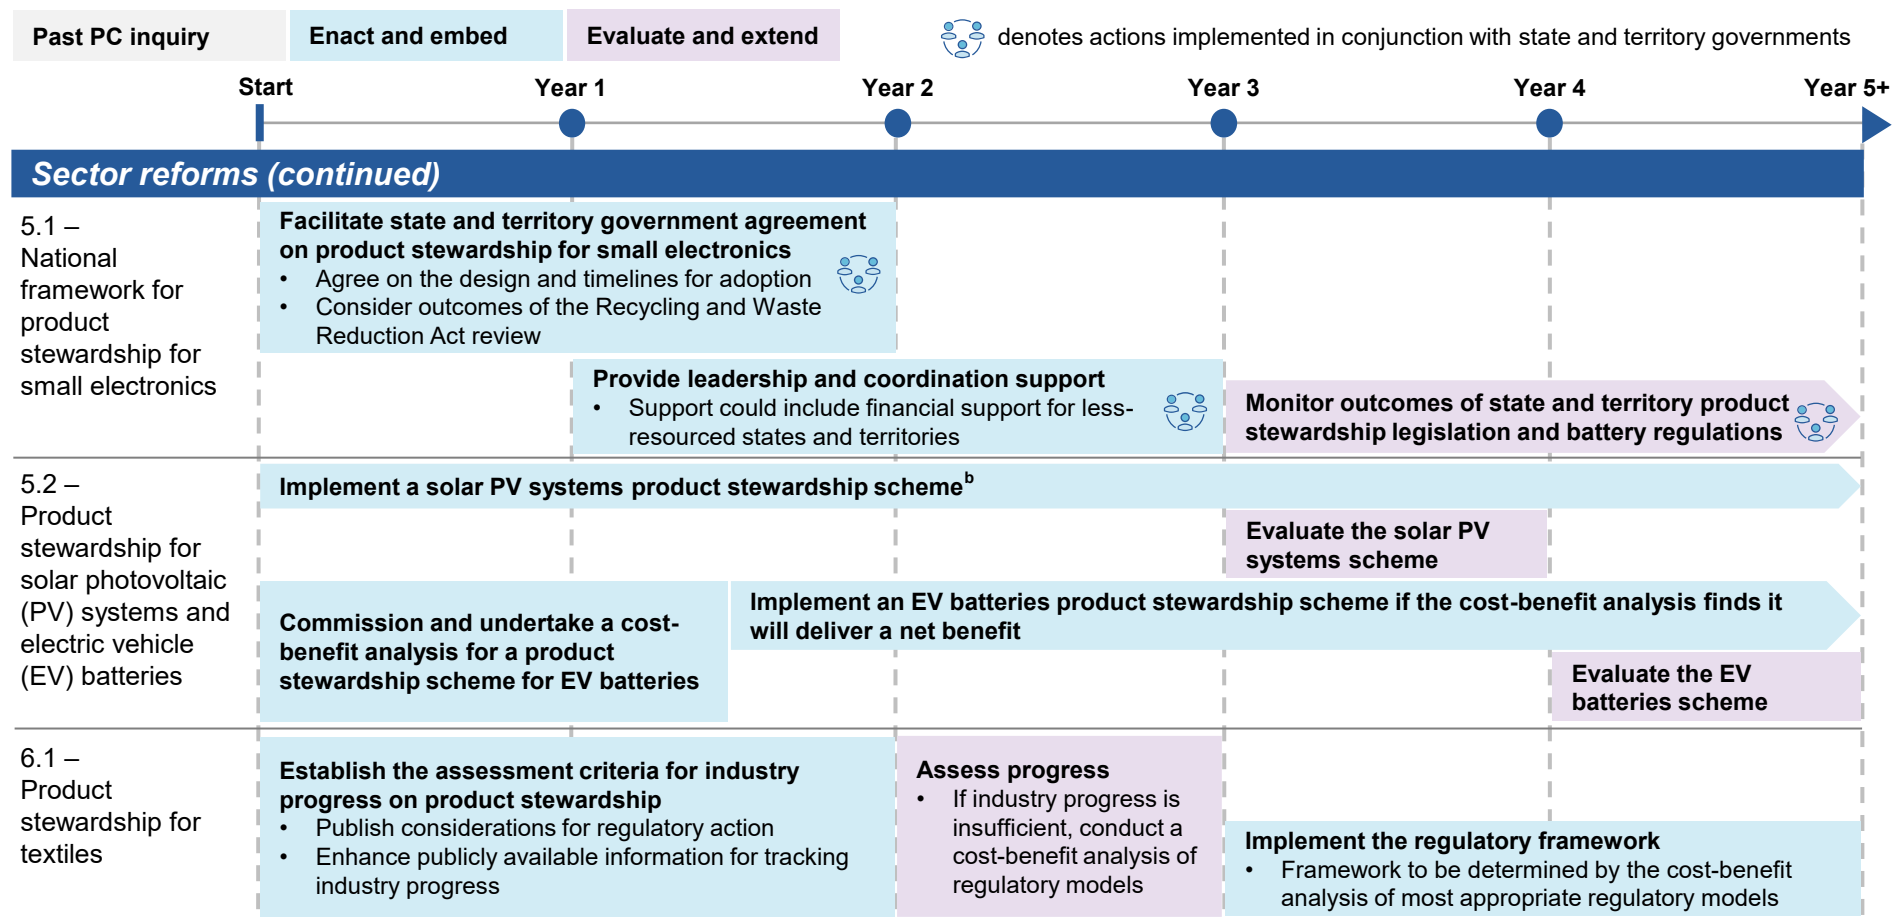 Past PC inquiry
Enact and embed
Evaluate and extend
denotes actions implemented in conjunction with state and territory governments
Start
Year 1
Year 2
Year 3
Year 4
Year 5+
Sector reforms (continued)
5.1 –
National
framework for
product
stewardship for
small electronics
Facilitate state and territory government agreement
on product stewardship for small electronics
• Agree on the design and timelines for adoption
• Consider outcomes of the Recycling and Waste
Reduction Act review
Provide leadership and coordination support
• Support could include financial support for less-
resourced states and territories
Monitor outcomes of state and territory product
stewardship legislation and battery regulations
5.2 –
Product
stewardship for
solar photovoltaic
(PV) systems and
electric vehicle
(EV) batteries
Implement a solar PV systems product stewardship scheme^b
Evaluate the solar PV
systems scheme
Commission and undertake a cost-
benefit analysis for a product
stewardship scheme for EV batteries
Implement an EV batteries product stewardship scheme if the cost-benefit analysis finds it
will deliver a net benefit
Evaluate the EV
batteries scheme
6.1 –
Product
stewardship for
textiles
Establish the assessment criteria for industry
progress on product stewardship
• Publish considerations for regulatory action
• Enhance publicly available information for tracking
industry progress
Assess progress
• If industry progress is
insufficient, conduct a
cost-benefit analysis of
regulatory models
Implement the regulatory framework
• Framework to be determined by the cost-benefit
analysis of most appropriate regulatory models